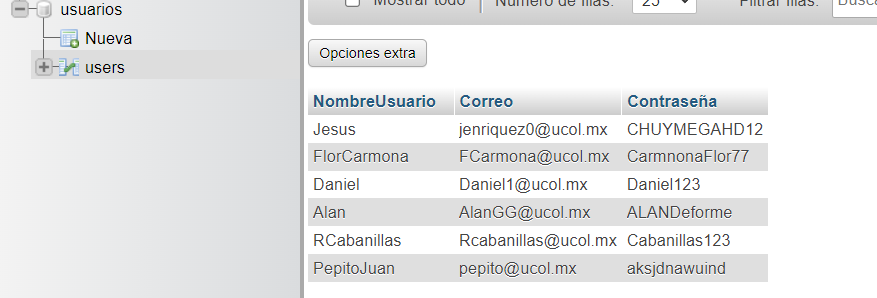 usuarios
Nueva
users
Mostrar todo
Número de filas:
25
Filtrar filas:
Busca
Opciones extra
NombreUsuario Correo Contraseña
Jesus jenriquez0@ucol.mx CHUYMEGAHD12
FlorCarmona FCarmona@ucol.mx CarmnonaFlor77
Daniel Daniel1@ucol.mx Daniel123
Alan AlanGG@ucol.mx ALANDeforme
RCabanillas Rcabanillas@ucol.mx Cabanillas123
PepitoJuan pepito@ucol.mx aksjdnawuind